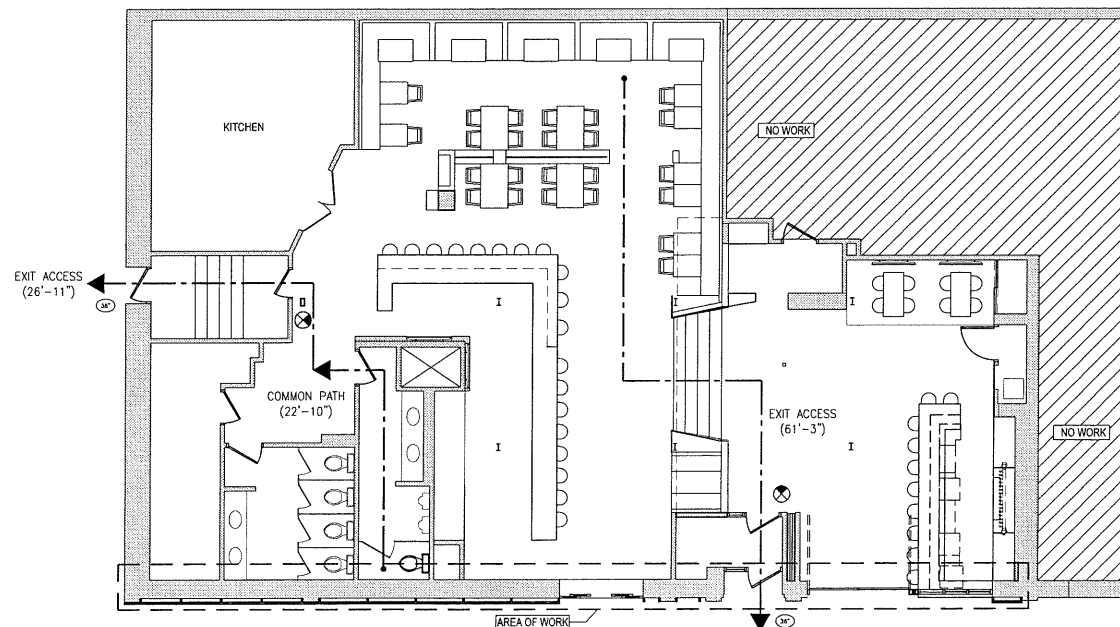 KITCHEN
NO WORK
EXIT ACCESS
(26'-11")
36"
COMMON PATH
(22'-10")
EXIT ACCESS
(61'-3")
NO WORK
AREA OF WORK
36"